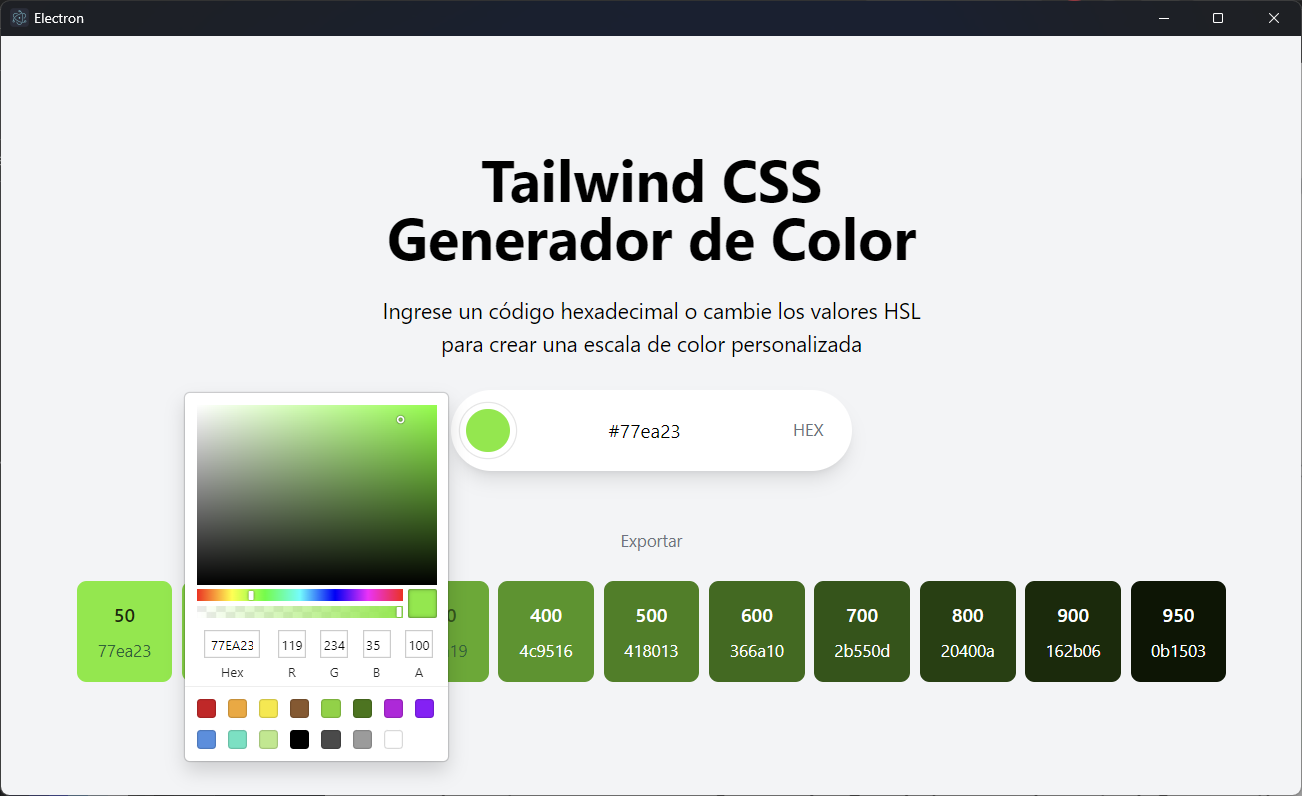 Electron
Tailwind CSS
Generador de Color
Ingrese un código hexadecimal o cambie los valores HSL
para crear una escala de color personalizada
#77ea23 HEX
Exportar
50
77ea23
400
4c9516
500
418013
600
366a10
700
2b550d
800
20400a
900
162b06
950
0b1503
77EA23 119 234 35 100
Hex R G B A